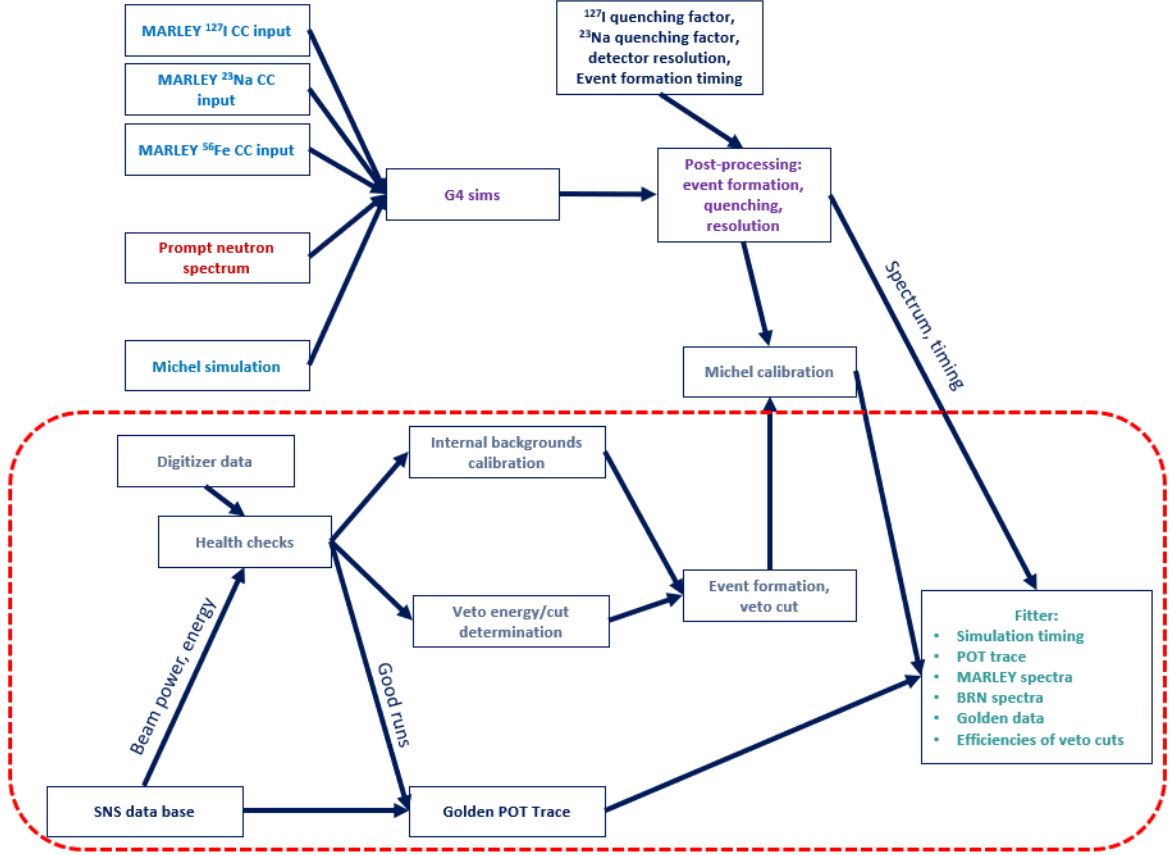 MARLEY ¹²⁷I CC input
MARLEY ²³Na CC
input
MARLEY ⁵⁶Fe CC input
Prompt neutron
spectrum
Michel simulation
G4 sims
¹²⁷I quenching factor,
²³Na quenching factor,
detector resolution,
Event formation timing
Post-processing:
event formation,
quenching,
resolution
Spectrum, timing
Michel calibration
Digitizer data
Health checks
Internal backgrounds
calibration
Veto energy/cut
determination
Event formation,
veto cut
Beam power, energy
Good runs
SNS data base
Golden POT Trace
Fitter:
• Simulation timing
• POT trace
• MARLEY spectra
• BRN spectra
• Golden data
• Efficiencies of veto cuts